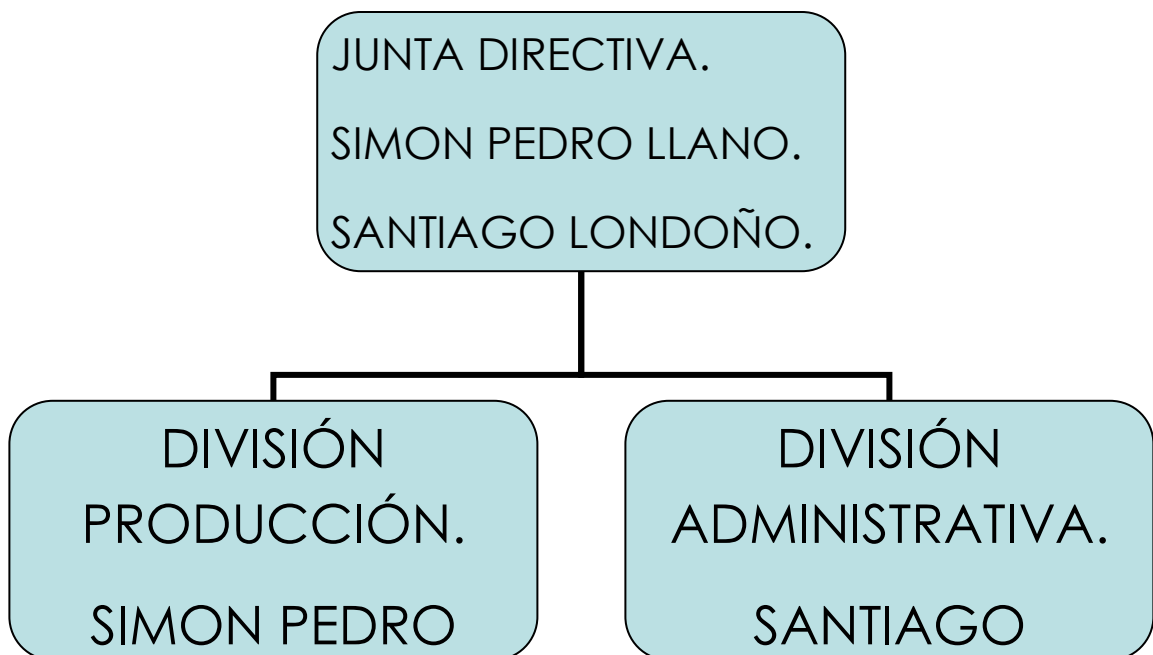 JUNTA DIRECTIVA.
SIMON PEDRO LLANO.
SANTIAGO LONDOÑO.
DIVISIÓN
PRODUCCIÓN.
SIMON PEDRO
DIVISIÓN
ADMINISTRATIVA.
SANTIAGO